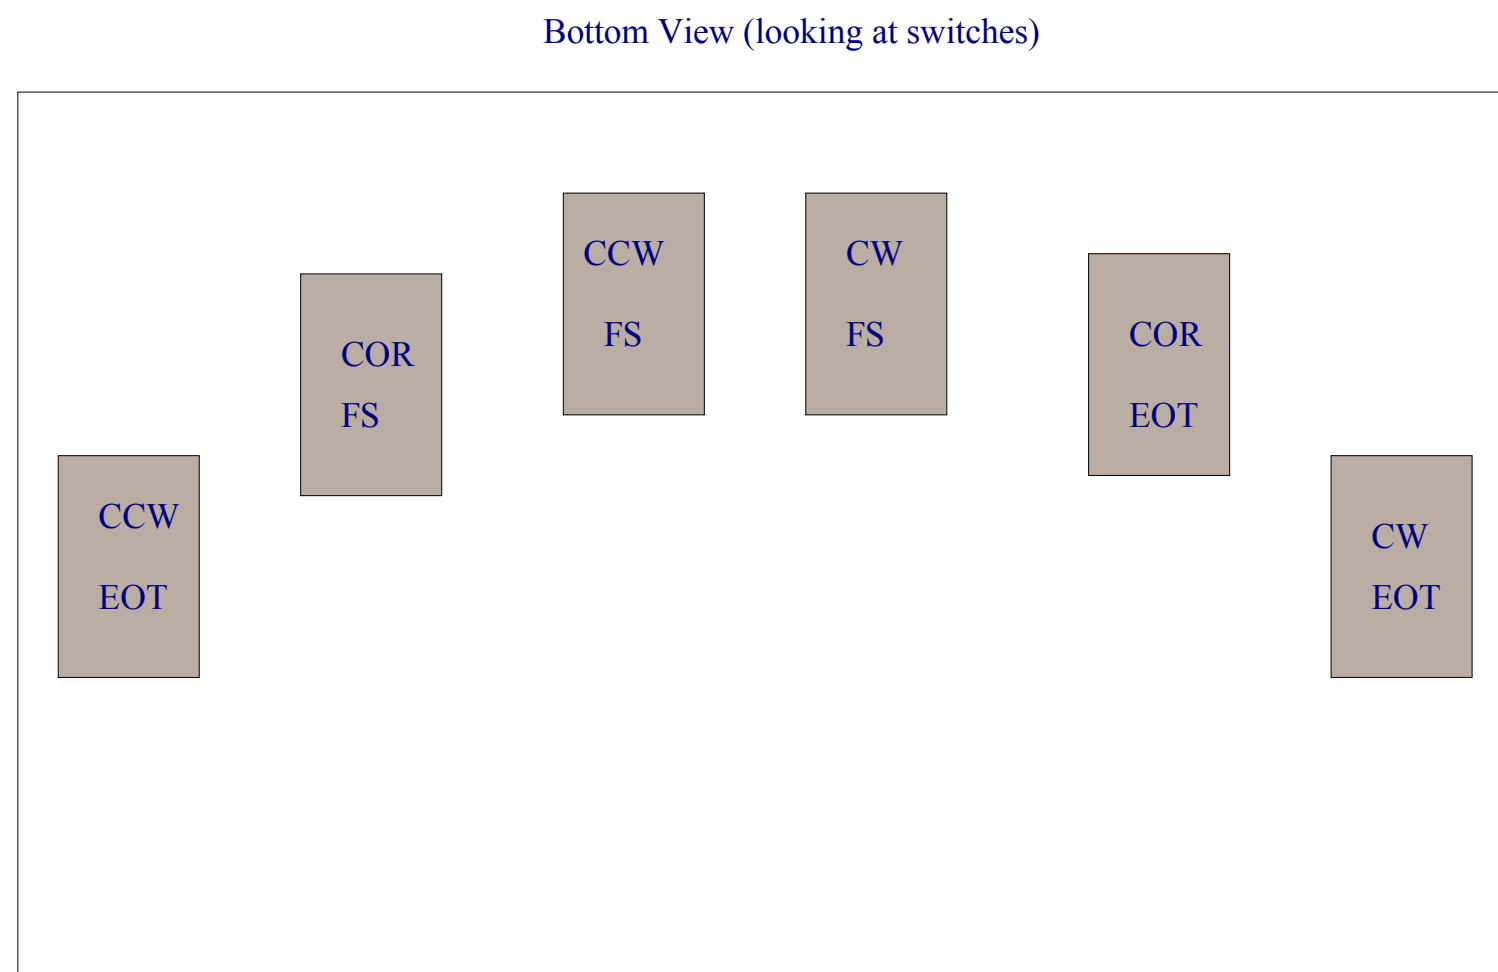 Bottom View (looking at switches)
CCW
EOT
COR
FS
CCW
FS
CW
FS
COR
EOT
CW
EOT